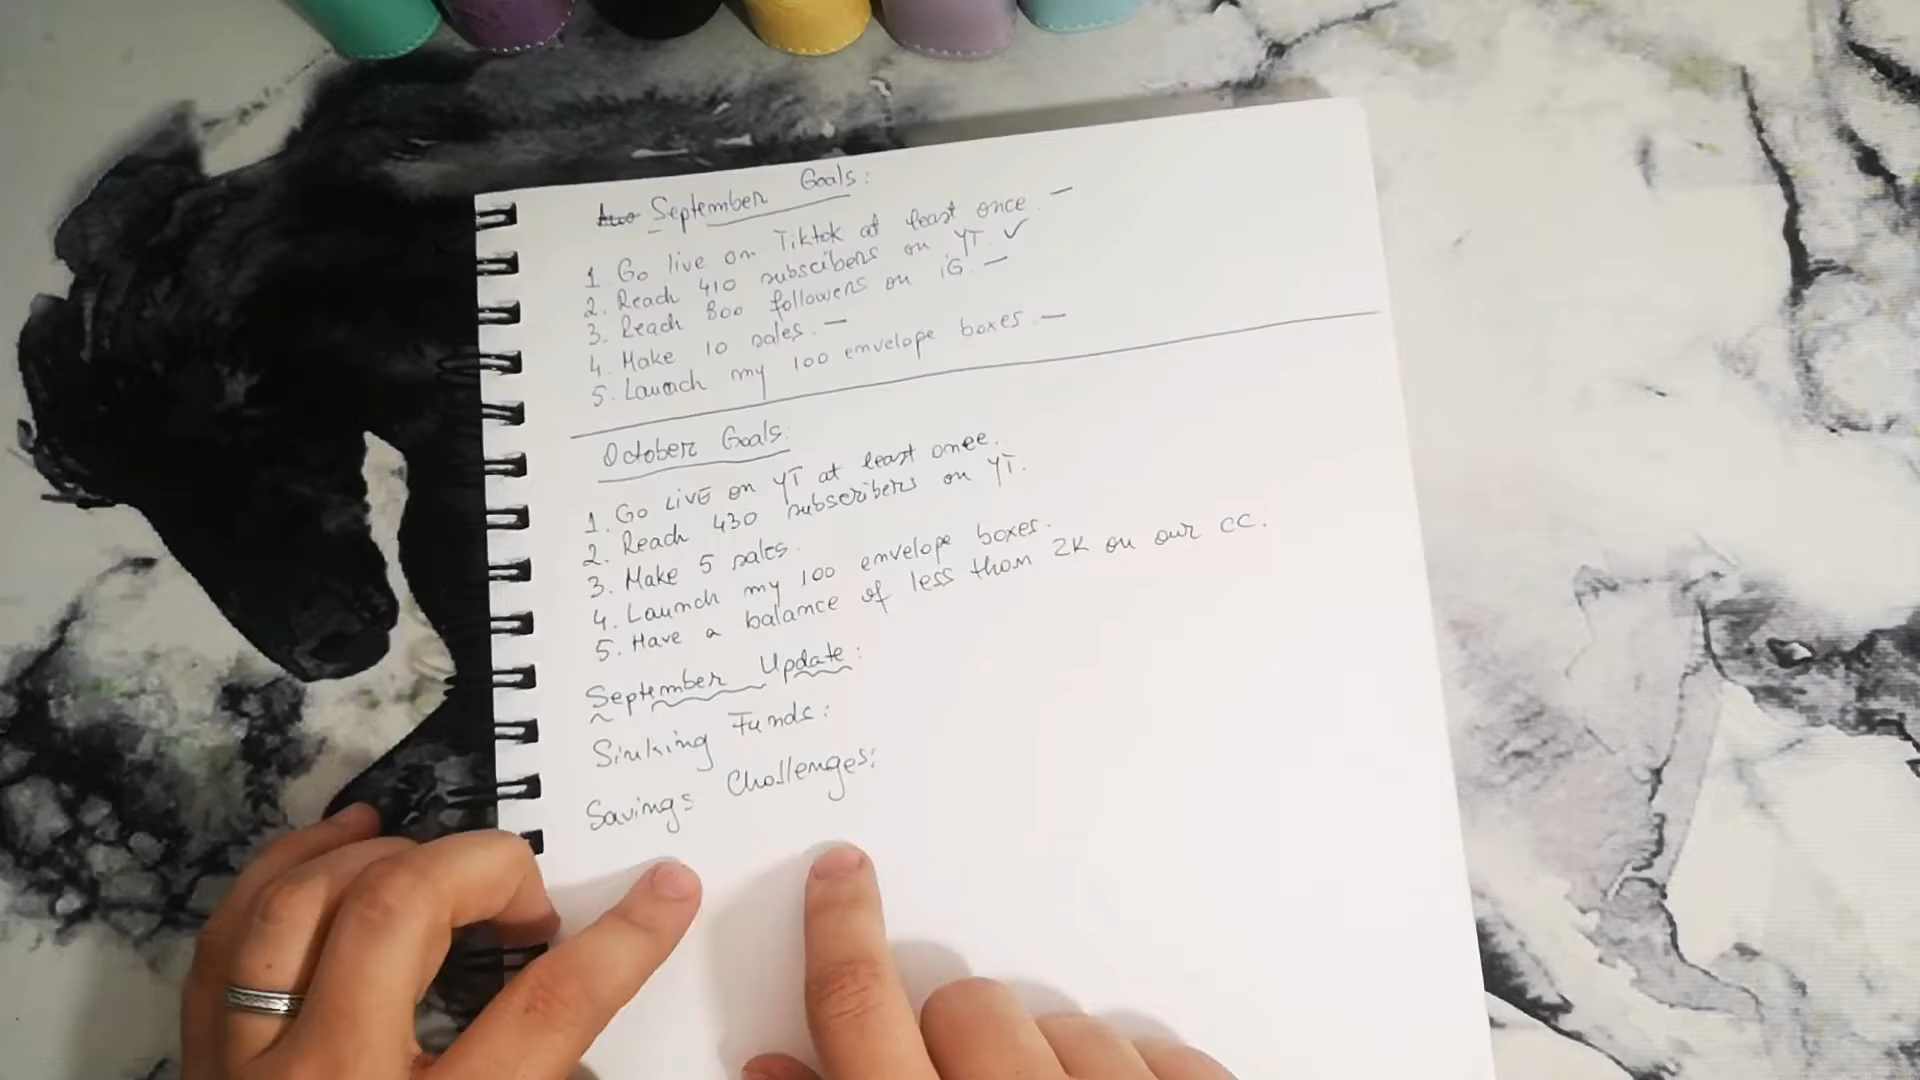 September Goals:
1. Go live on Tiktok at least once. –
2. Reach 410 subscibers on YT. ✓
3. Reach 800 followers on iG. –
4. Make 10 sales. –
5. Launch my 100 envelope boxes. –
October Goals:
1. Go LiVE on YT at least once.
2. Reach 430 subscribers on YT.
3. Make 5 sales.
4. Launch my 100 envelope boxes.
5. Have a balance of less than 2K on our CC.
September Update:
Sinking Funds:
Savings Challenges: